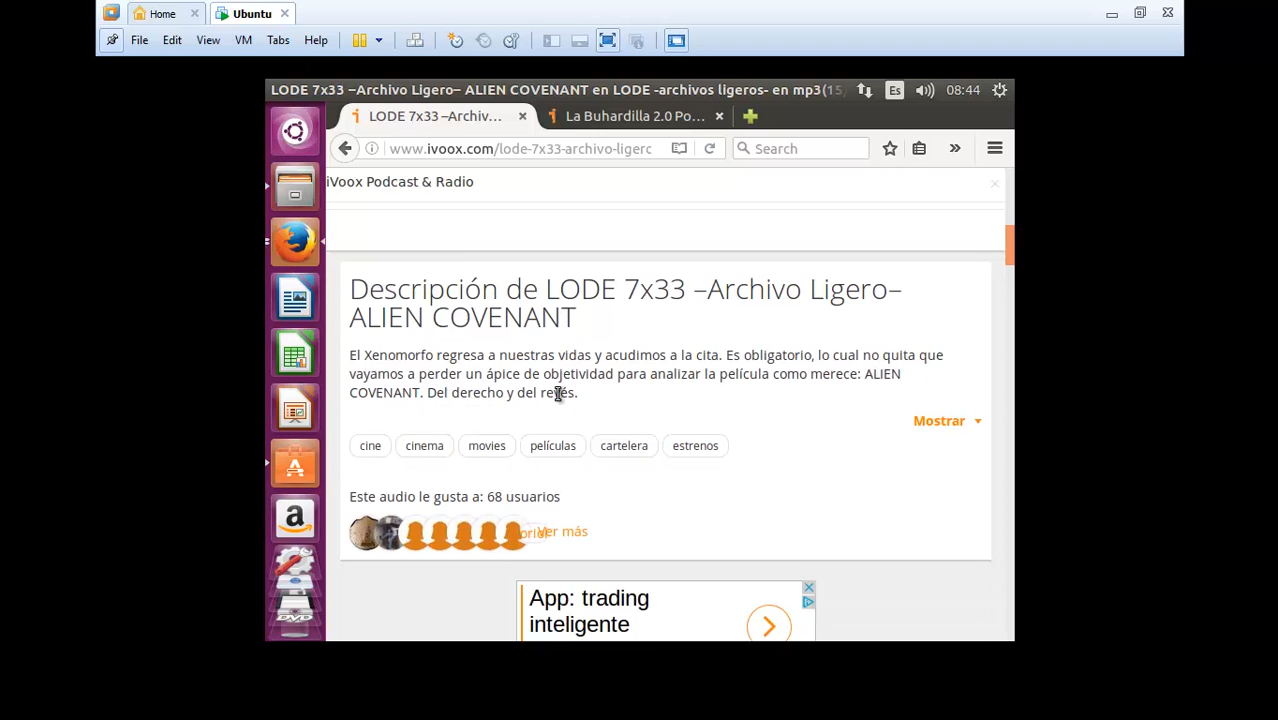 Home
Ubuntu
File Edit View VM Tabs Help
LODE 7x33 –Archivo Ligero– ALIEN COVENANT en LODE -archivos ligeros- en mp3(15/
Es
08:44
LODE 7x33 –Archiv...
La Buhardilla 2.0 Po...
www.ivoox.com/lode-7x33-archivo-ligerc
Search
iVoox Podcast & Radio
Descripción de LODE 7x33 –Archivo Ligero–
ALIEN COVENANT
El Xenomorfo regresa a nuestras vidas y acudimos a la cita. Es obligatorio, lo cual no quita que
vayamos a perder un ápice de objetividad para analizar la película como merece: ALIEN
COVENANT. Del derecho y del revés.
Mostrar
cine
cinema
movies
películas
cartelera
estrenos
Este audio le gusta a: 68 usuarios
Ver más
App: trading
inteligente
a
DVD